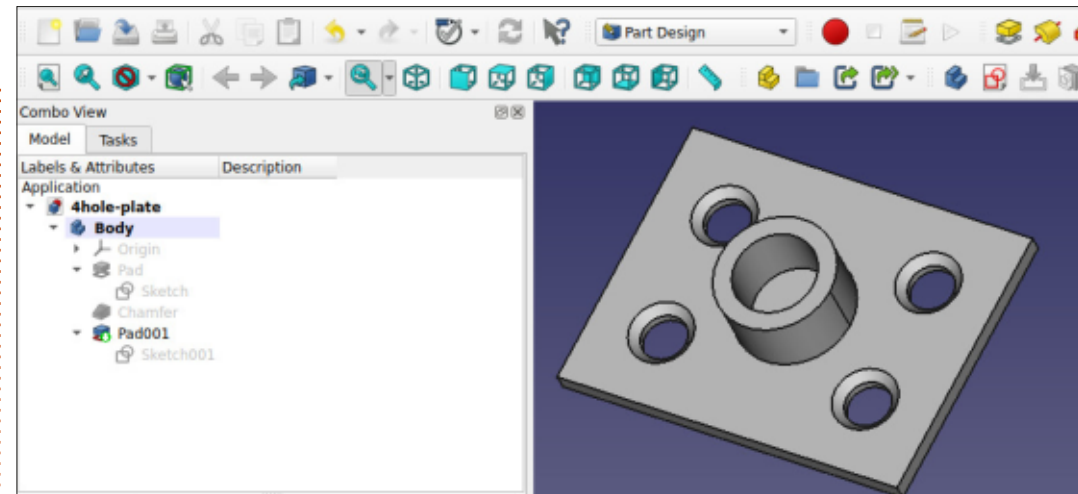 Part Design
Combo View
Model Tasks
Labels & Attributes Description
Application
4hole-plate
Body
Origin
Pad
Sketch
Chamfer
Pad001
Sketch001